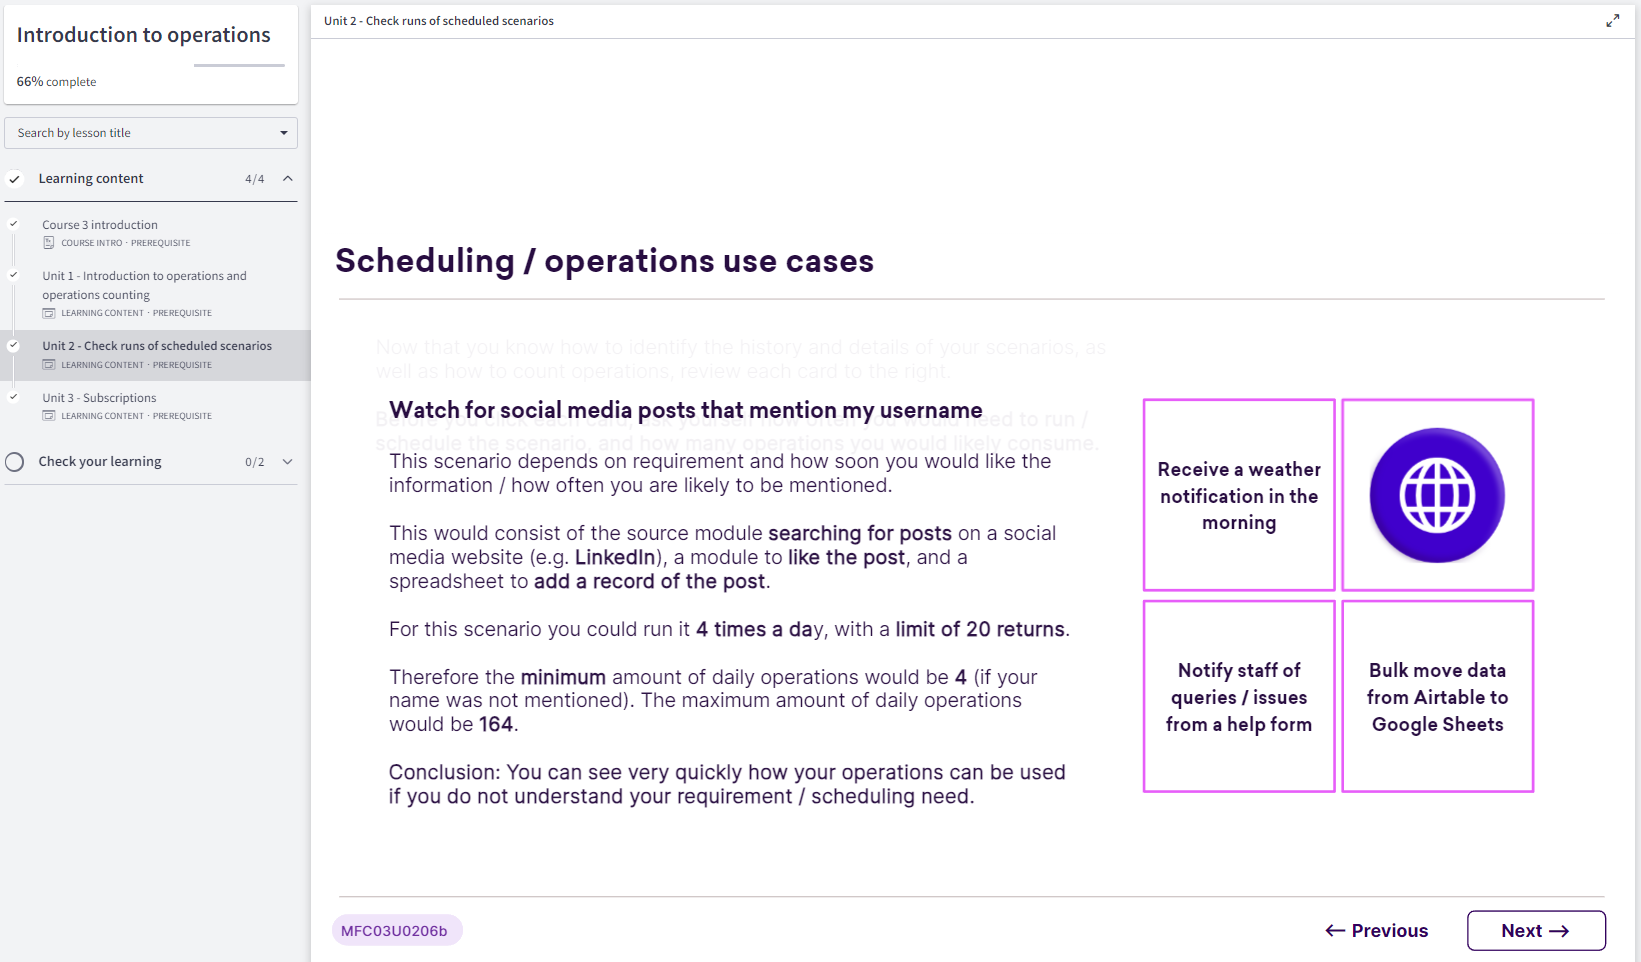 Introduction to operations
66% complete
Search by lesson title
Learning content 4/4
Course 3 introduction
COURSE INTRO · PREREQUISITE
Unit 1 - Introduction to operations and
operations counting
LEARNING CONTENT · PREREQUISITE
Unit 2 - Check runs of scheduled scenarios
LEARNING CONTENT · PREREQUISITE
Unit 3 - Subscriptions
LEARNING CONTENT · PREREQUISITE
Check your learning 0/2
Unit 2 - Check runs of scheduled scenarios
Scheduling / operations use cases
Now that you know how to identify the history and details of your scenarios, as
well as how to count operations, review each card to the right.
Before you click each card, ask yourself how often you would need to run /
schedule the scenario, and how many operations you would likely consume.
Watch for social media posts that mention my username
This scenario depends on requirement and how soon you would like the
information / how often you are likely to be mentioned.
This would consist of the source module searching for posts on a social
media website (e.g. LinkedIn), a module to like the post, and a
spreadsheet to add a record of the post.
For this scenario you could run it 4 times a day, with a limit of 20 returns.
Therefore the minimum amount of daily operations would be 4 (if your
name was not mentioned). The maximum amount of daily operations
would be 164.
Conclusion: You can see very quickly how your operations can be used
if you do not understand your requirement / scheduling need.
Receive a weather
notification in the
morning
Notify staff of
queries / issues
from a help form
Bulk move data
from Airtable to
Google Sheets
MFC03U0206b
← Previous
Next →